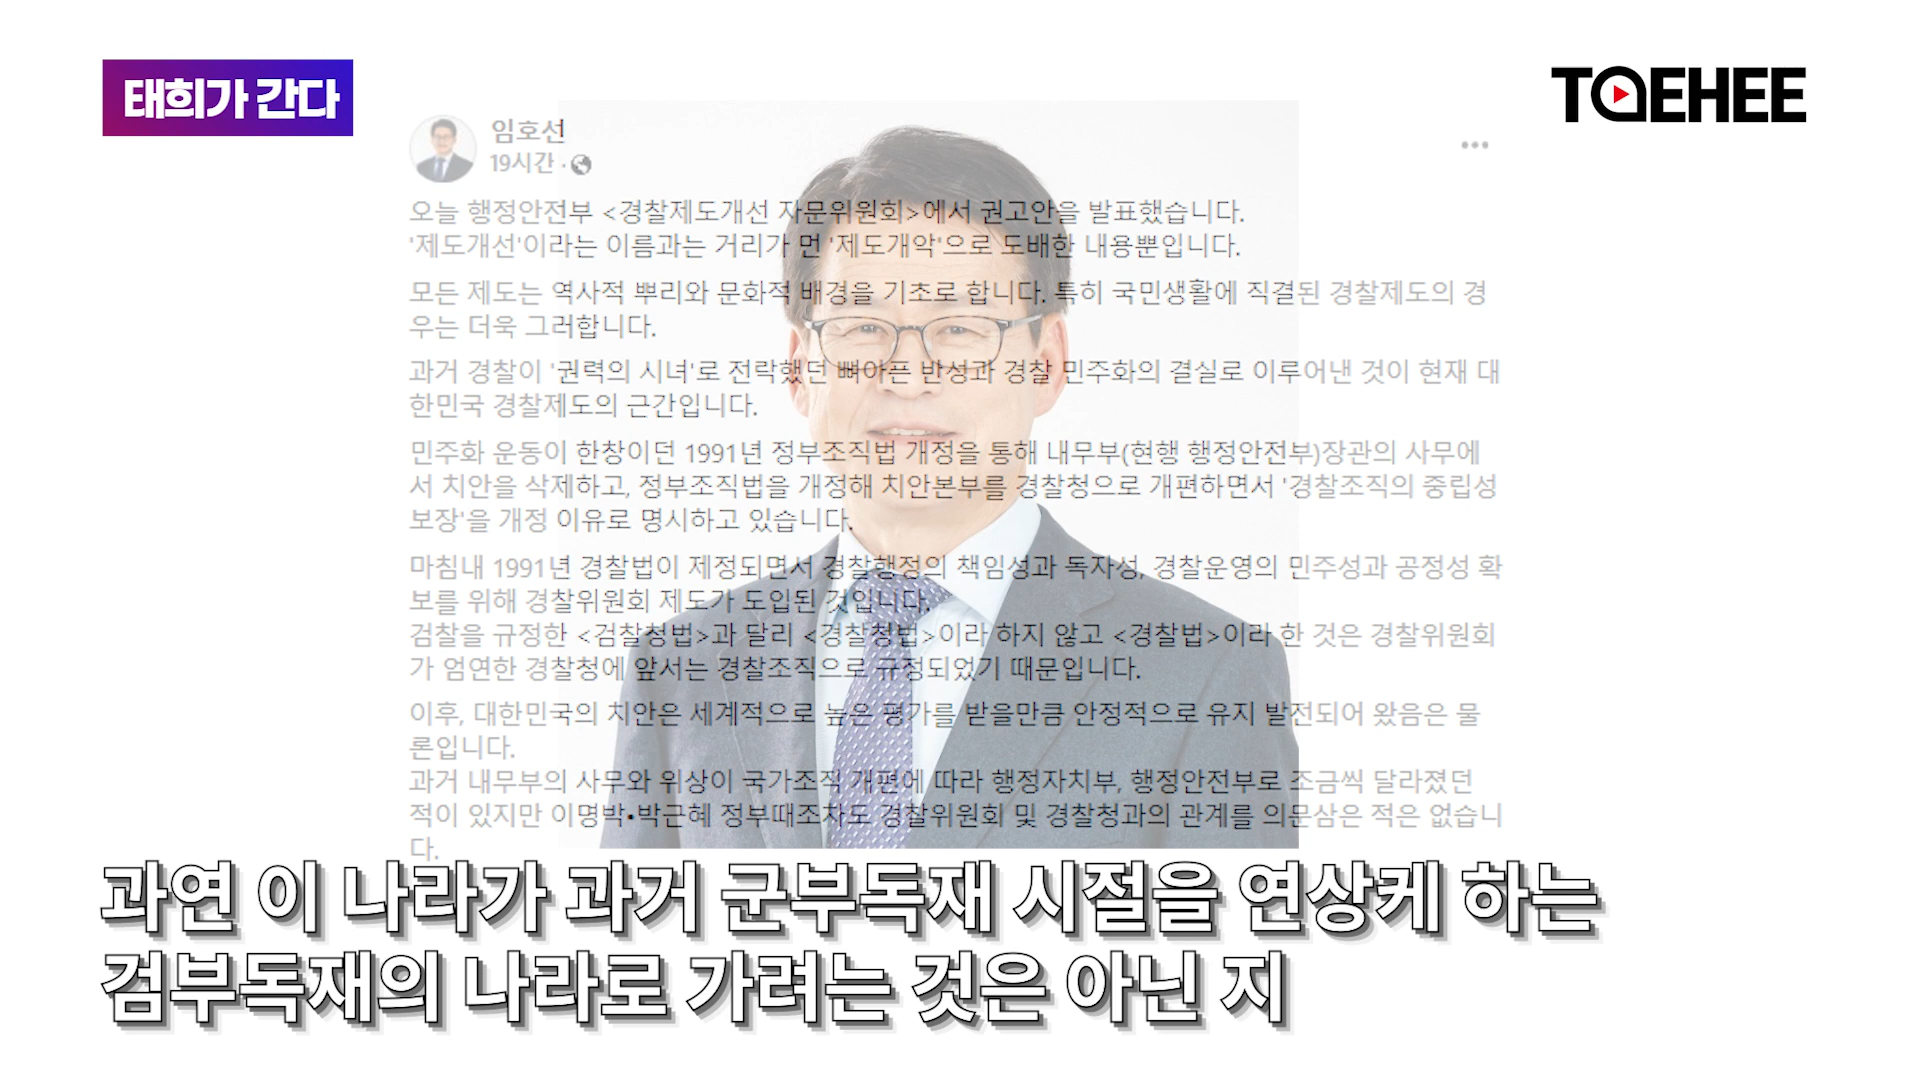 태희가 간다
TAEHEE
임호선
19시간 ·
오늘 행정안전부 <경찰제도개선 자문위원회>에서 권고안을 발표했습니다.
'제도개선'이라는 이름과는 거리가 먼 '제도개악'으로 도배한 내용뿐입니다.
모든 제도는 역사적 뿌리와 문화적 배경을 기초로 합니다. 특히 국민생활에 직결된 경찰제도의 경
우는 더욱 그러합니다.
과거 경찰이 '권력의 시녀'로 전락했던 뼈아픈 반성과 경찰 민주화의 결실로 이루어낸 것이 현재 대
한민국 경찰제도의 근간입니다.
민주화 운동이 한창이던 1991년 정부조직법 개정을 통해 내무부(현행 행정안전부)장관의 사무에
서 치안을 삭제하고, 정부조직법을 개정해 치안본부를 경찰청으로 개편하면서 '경찰조직의 중립성
보장'을 개정 이유로 명시하고 있습니다.
마침내 1991년 경찰법이 제정되면서 경찰행정의 책임성과 독자성, 경찰운영의 민주성과 공정성 확
보를 위해 경찰위원회 제도가 도입된 것입니다.
검찰을 규정한 <검찰청법>과 달리 <경찰청법>이라 하지 않고 <경찰법>이라 한 것은 경찰위원회
가 엄연한 경찰청에 앞서는 경찰조직으로 규정되었기 때문입니다.
이후, 대한민국의 치안은 세계적으로 높은 평가를 받을만큼 안정적으로 유지 발전되어 왔음은 물
론입니다.
과거 내무부의 사무와 위상이 국가조직 개편에 따라 행정자치부, 행정안전부로 조금씩 달라졌던
적이 있지만 이명박•박근혜 정부때조차도 경찰위원회 및 경찰청과의 관계를 의문삼은 적은 없습니
다.
과연 이 나라가 과거 군부독재 시절을 연상케 하는
검부독재의 나라로 가려는 것은 아닌 지